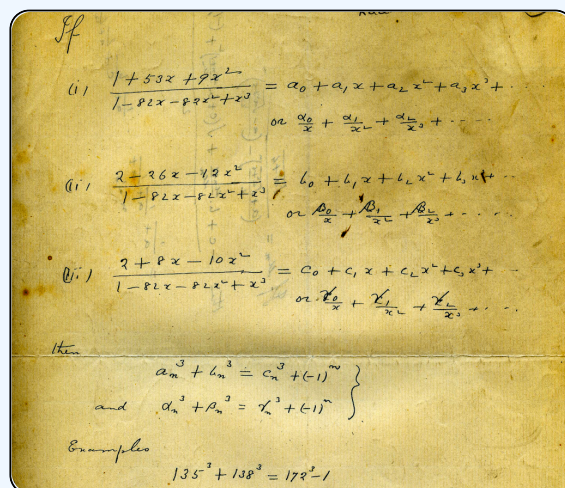 If
(i) (1 + 53x + 9x²)/(1 - 82x - 82x² + x³) = a₀ + a₁x + a₂x² + a₃x³ + ····
or α₀/x + α₁/x² + α₂/x³ + ·····
(ii) (2 - 26x - 12x²)/(1 - 82x - 82x² + x³) = b₀ + b₁x + b₂x² + b₃x³ + ····
or β₀/x + β₁/x² + β₂/x³ + ·····
(iii) (2 + 8x - 10x²)/(1 - 82x - 82x² + x³) = c₀ + c₁x + c₂x² + c₃x³ + ··
or γ₀/x + γ₁/x² + γ₂/x³ + ····
then
aₙ³ + bₙ³ = cₙ³ + (-1)ⁿ
and αₙ³ + βₙ³ = γₙ³ + (-1)ⁿ }
Examples
135³ + 138³ = 172³ - 1